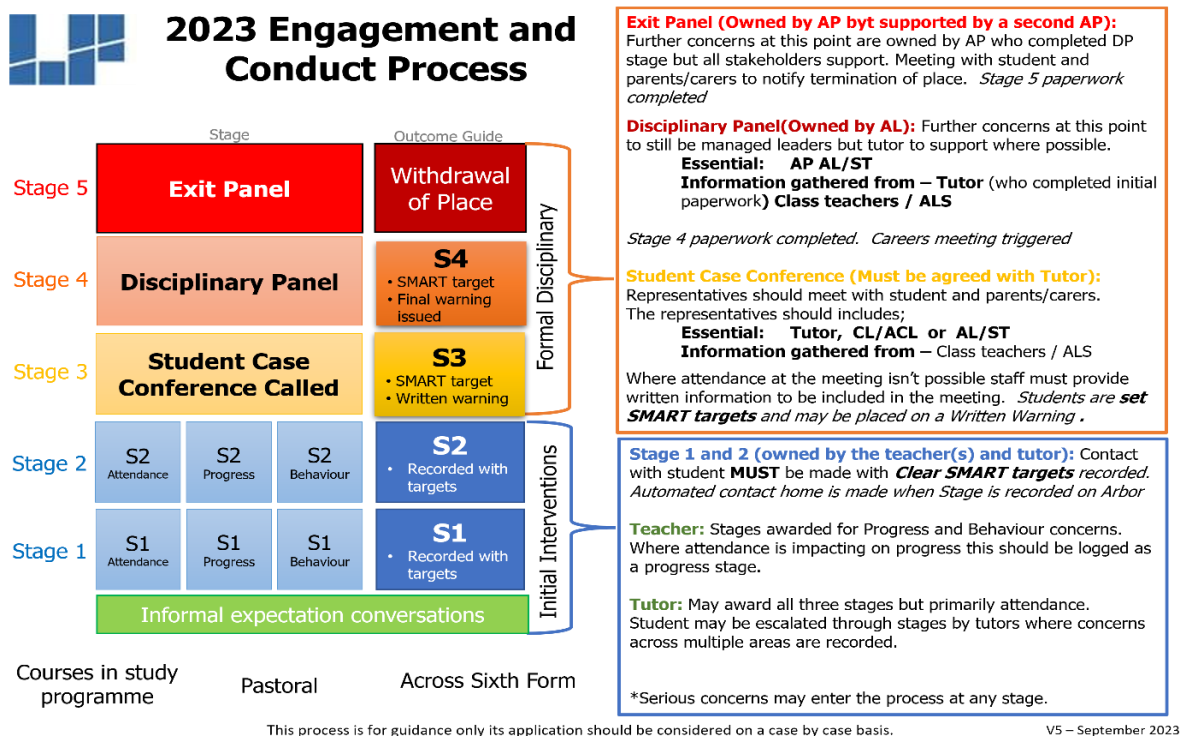 2023 Engagement and
Conduct Process
Stage
Outcome Guide
Stage 5
Exit Panel
Withdrawal
of Place
Stage 4
Disciplinary Panel
S4
• SMART target
• Final warning
issued
Stage 3
Student Case
Conference Called
S3
• SMART target
• Written warning
Formal Disciplinary
Stage 2
S2
Attendance
S2
Progress
S2
Behaviour
S2
• Recorded with
targets
Stage 1
S1
Attendance
S1
Progress
S1
Behaviour
S1
• Recorded with
targets
Initial Interventions
Informal expectation conversations
Courses in study
programme
Pastoral
Across Sixth Form
Exit Panel (Owned by AP byt supported by a second AP):
Further concerns at this point are owned by AP who completed DP
stage but all stakeholders support. Meeting with student and
parents/carers to notify termination of place. Stage 5 paperwork
completed
Disciplinary Panel(Owned by AL): Further concerns at this point
to still be managed leaders but tutor to support where possible.
Essential: AP AL/ST
Information gathered from – Tutor (who completed initial
paperwork) Class teachers / ALS
Stage 4 paperwork completed. Careers meeting triggered
Student Case Conference (Must be agreed with Tutor):
Representatives should meet with student and parents/carers.
The representatives should includes;
Essential: Tutor, CL/ACL or AL/ST
Information gathered from – Class teachers / ALS
Where attendance at the meeting isn't possible staff must provide
written information to be included in the meeting. Students are set
SMART targets and may be placed on a Written Warning .
Stage 1 and 2 (owned by the teacher(s) and tutor): Contact
with student MUST be made with Clear SMART targets recorded.
Automated contact home is made when Stage is recorded on Arbor
Teacher: Stages awarded for Progress and Behaviour concerns.
Where attendance is impacting on progress this should be logged as
a progress stage.
Tutor: May award all three stages but primarily attendance.
Student may be escalated through stages by tutors where concerns
across multiple areas are recorded.
*Serious concerns may enter the process at any stage.
This process is for guidance only its application should be considered on a case by case basis.
V5 – September 2023